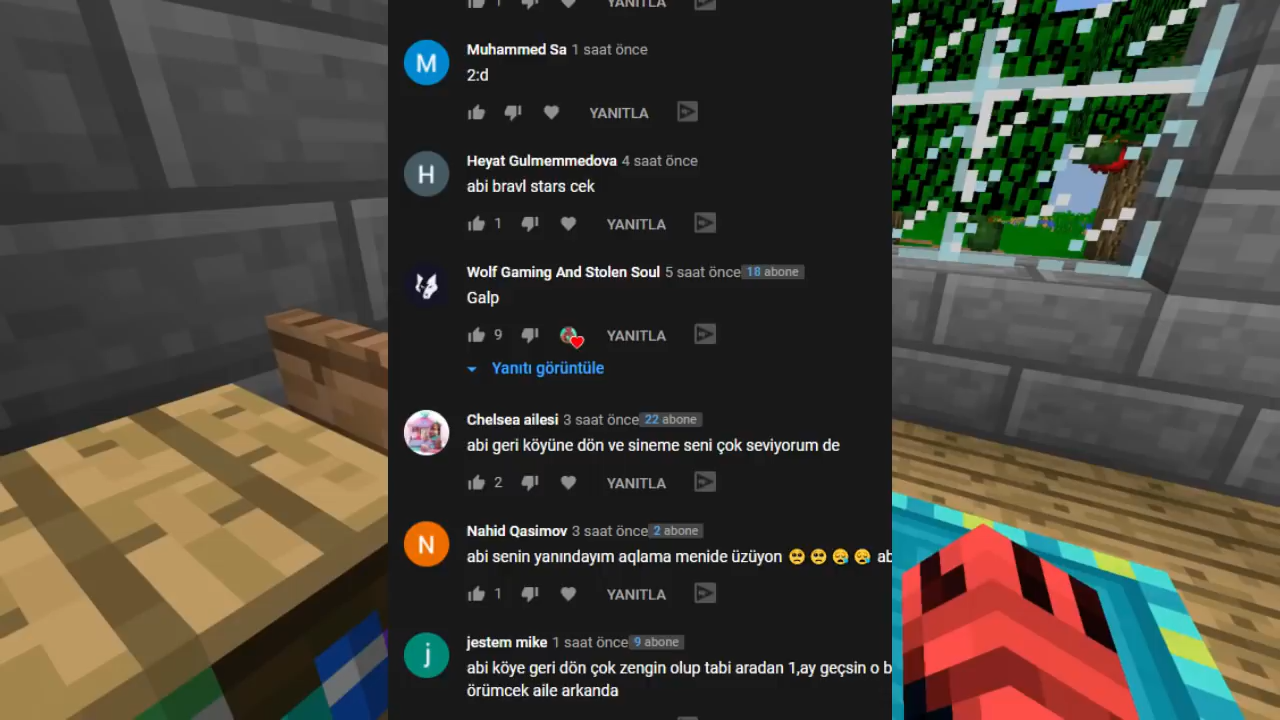 1 YANITLA
M Muhammed Sa 1 saat önce
2:d
YANITLA
H Heyat Gulmemmedova 4 saat önce
abi bravl stars cek
1 YANITLA
Wolf Gaming And Stolen Soul 5 saat önce 18 abone
Galp
9 YANITLA
Yanıtı görüntüle
Chelsea ailesi 3 saat önce 22 abone
abi geri köyüne dön ve sineme seni çok seviyorum de
2 YANITLA
N Nahid Qasimov 3 saat önce 2 abone
abi senin yanındayım aqlama menide üzüyon 🥺🥺😪😪 ab
1 YANITLA
j jestem mike 1 saat önce 9 abone
abi köye geri dön çok zengin olup tabi aradan 1,ay geçsin o b
örümcek aile arkanda